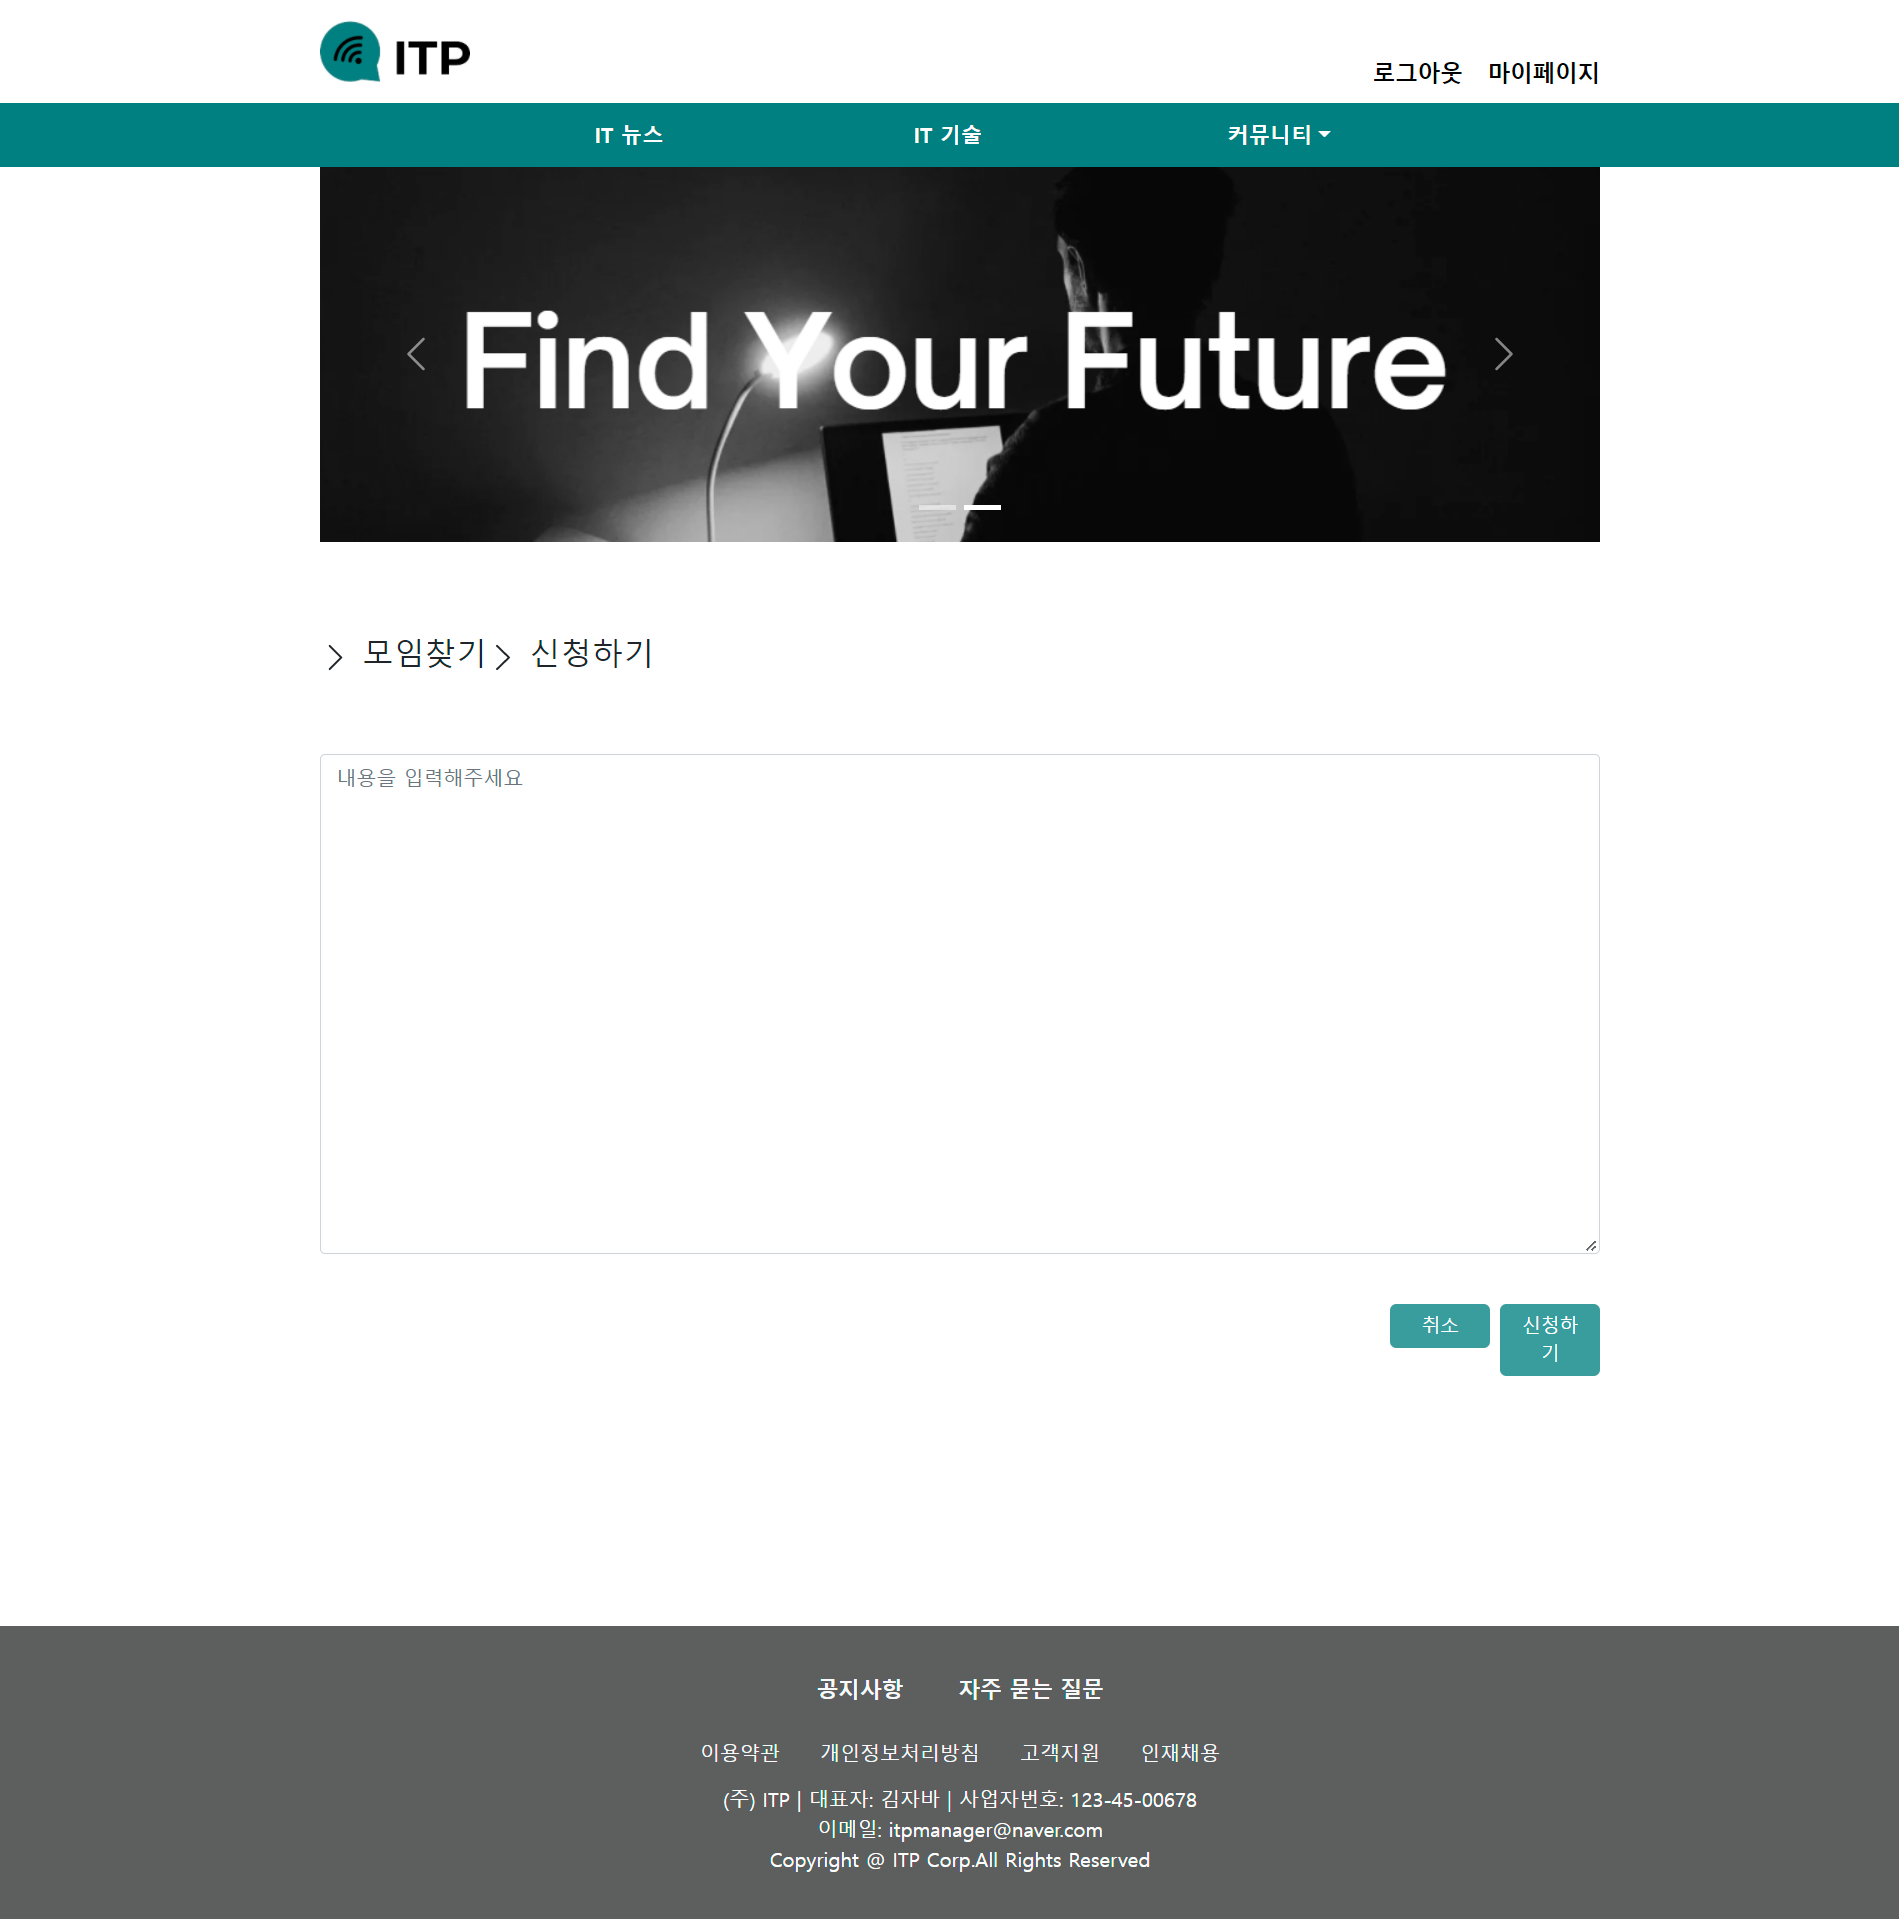 ITP
로그아웃 마이페이지
IT 뉴스 IT 기술 커뮤니티
Find Your Future
모임찾기 신청하기
내용을 입력해주세요
취소 신청하
기
공지사항 자주 묻는 질문
이용약관 개인정보처리방침 고객지원 인재채용
(주) ITP | 대표자: 김자바 | 사업자번호: 123-45-00678
이메일: itpmanager@naver.com
Copyright @ ITP Corp.All Rights Reserved